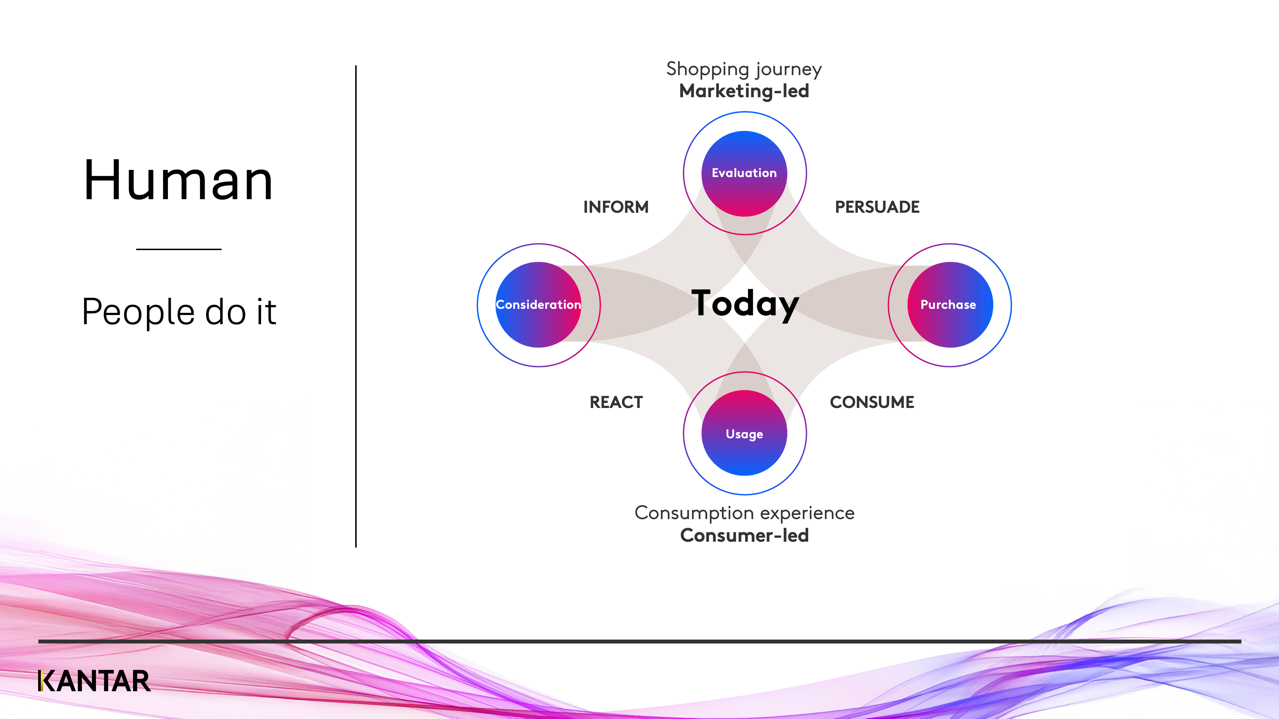 Human
People do it
Shopping journey
Marketing-led
Evaluation
INFORM
PERSUADE
Consideration
Today
Purchase
REACT
CONSUME
Usage
Consumption experience
Consumer-led
KANTAR